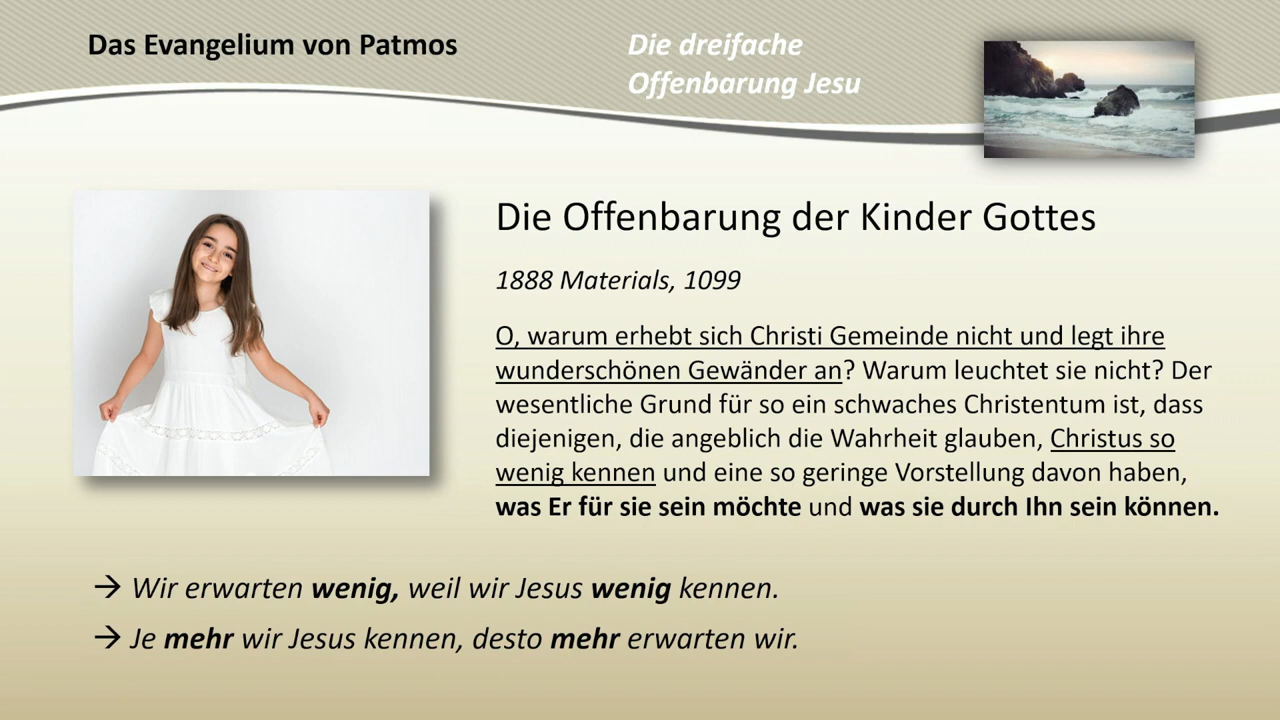 Das Evangelium von Patmos
Die dreifache
Offenbarung Jesu
Die Offenbarung der Kinder Gottes
1888 Materials, 1099
O, warum erhebt sich Christi Gemeinde nicht und legt ihre
wunderschönen Gewänder an? Warum leuchtet sie nicht? Der
wesentliche Grund für so ein schwaches Christentum ist, dass
diejenigen, die angeblich die Wahrheit glauben, Christus so
wenig kennen und eine so geringe Vorstellung davon haben,
was Er für sie sein möchte und was sie durch Ihn sein können.
→ Wir erwarten wenig, weil wir Jesus wenig kennen.
→ Je mehr wir Jesus kennen, desto mehr erwarten wir.